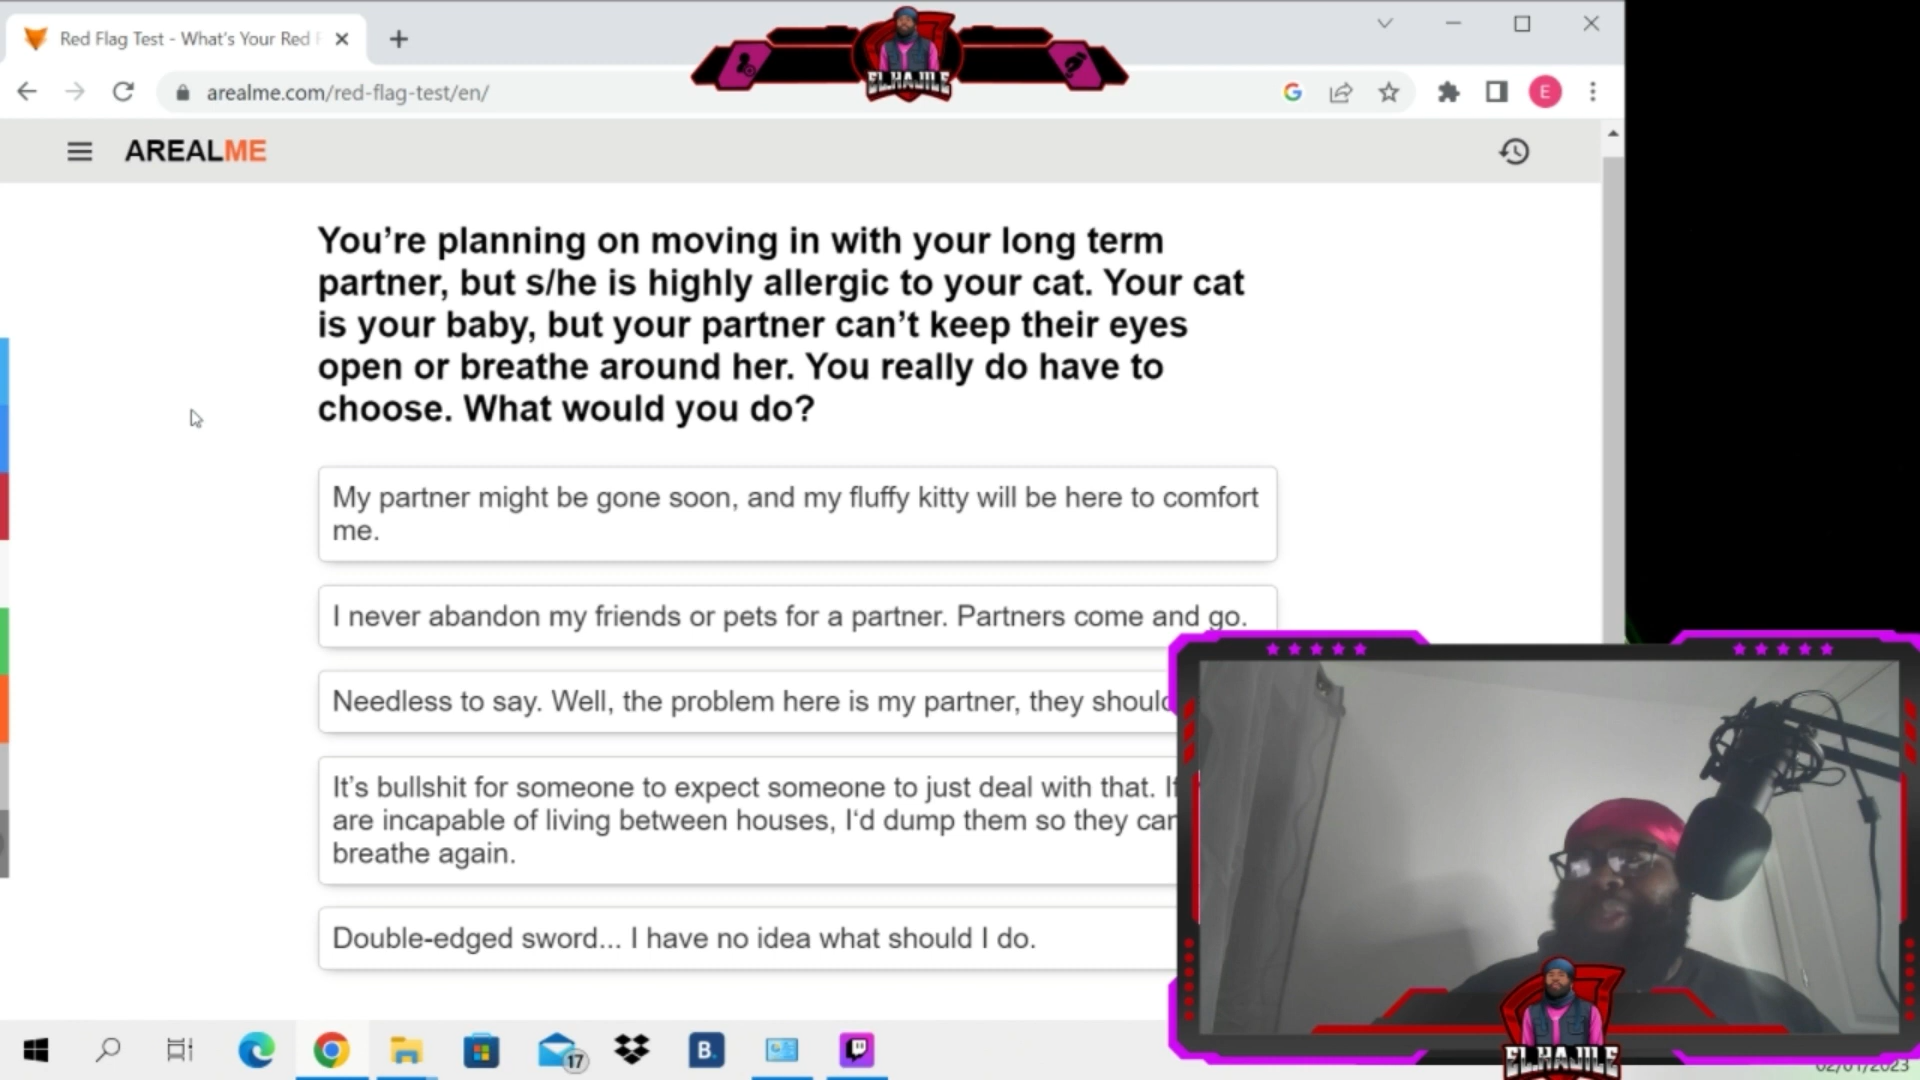 Red Flag Test - What's Your Red
arealme.com/red-flag-test/en/
E
ELHAJILE
AREALME
You're planning on moving in with your long term
partner, but s/he is highly allergic to your cat. Your cat
is your baby, but your partner can't keep their eyes
open or breathe around her. You really do have to
choose. What would you do?
My partner might be gone soon, and my fluffy kitty will be here to comfort
me.
I never abandon my friends or pets for a partner. Partners come and go.
Needless to say. Well, the problem here is my partner, they should
It's bullshit for someone to expect someone to just deal with that. If
are incapable of living between houses, I'd dump them so they can
breathe again.
Double-edged sword... I have no idea what should I do.
17
B.
ELHAJILE
02/01/2023